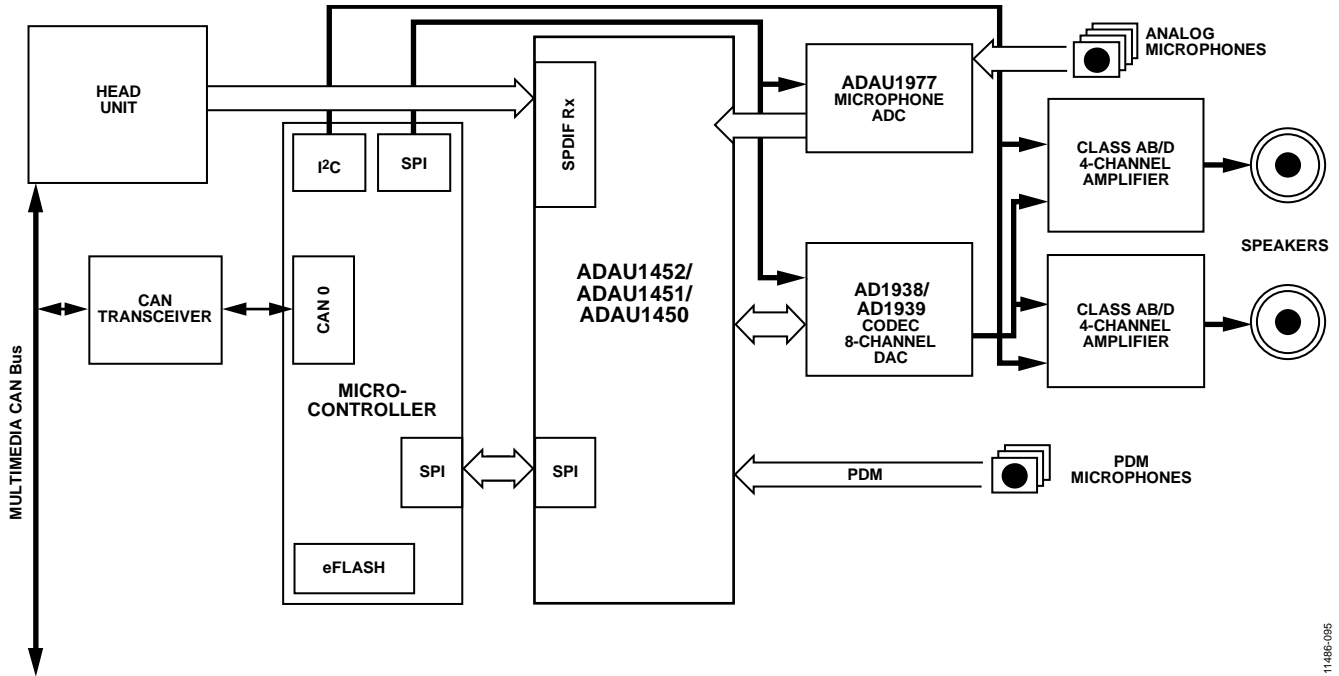 HEAD
UNIT
I²C
SPI
SPDIF Rx
ADAU1977
MICROPHONE
ADC
ANALOG
MICROPHONES
CLASS AB/D
4-CHANNEL
AMPLIFIER
SPEAKERS
ADAU1452/
ADAU1451/
ADAU1450
AD1938/
AD1939
CODEC
8-CHANNEL
DAC
CLASS AB/D
4-CHANNEL
AMPLIFIER
CAN
TRANSCEIVER
CAN 0
MICRO-
CONTROLLER
MULTIMEDIA CAN Bus
SPI
SPI
PDM
PDM
MICROPHONES
eFLASH
11486-095